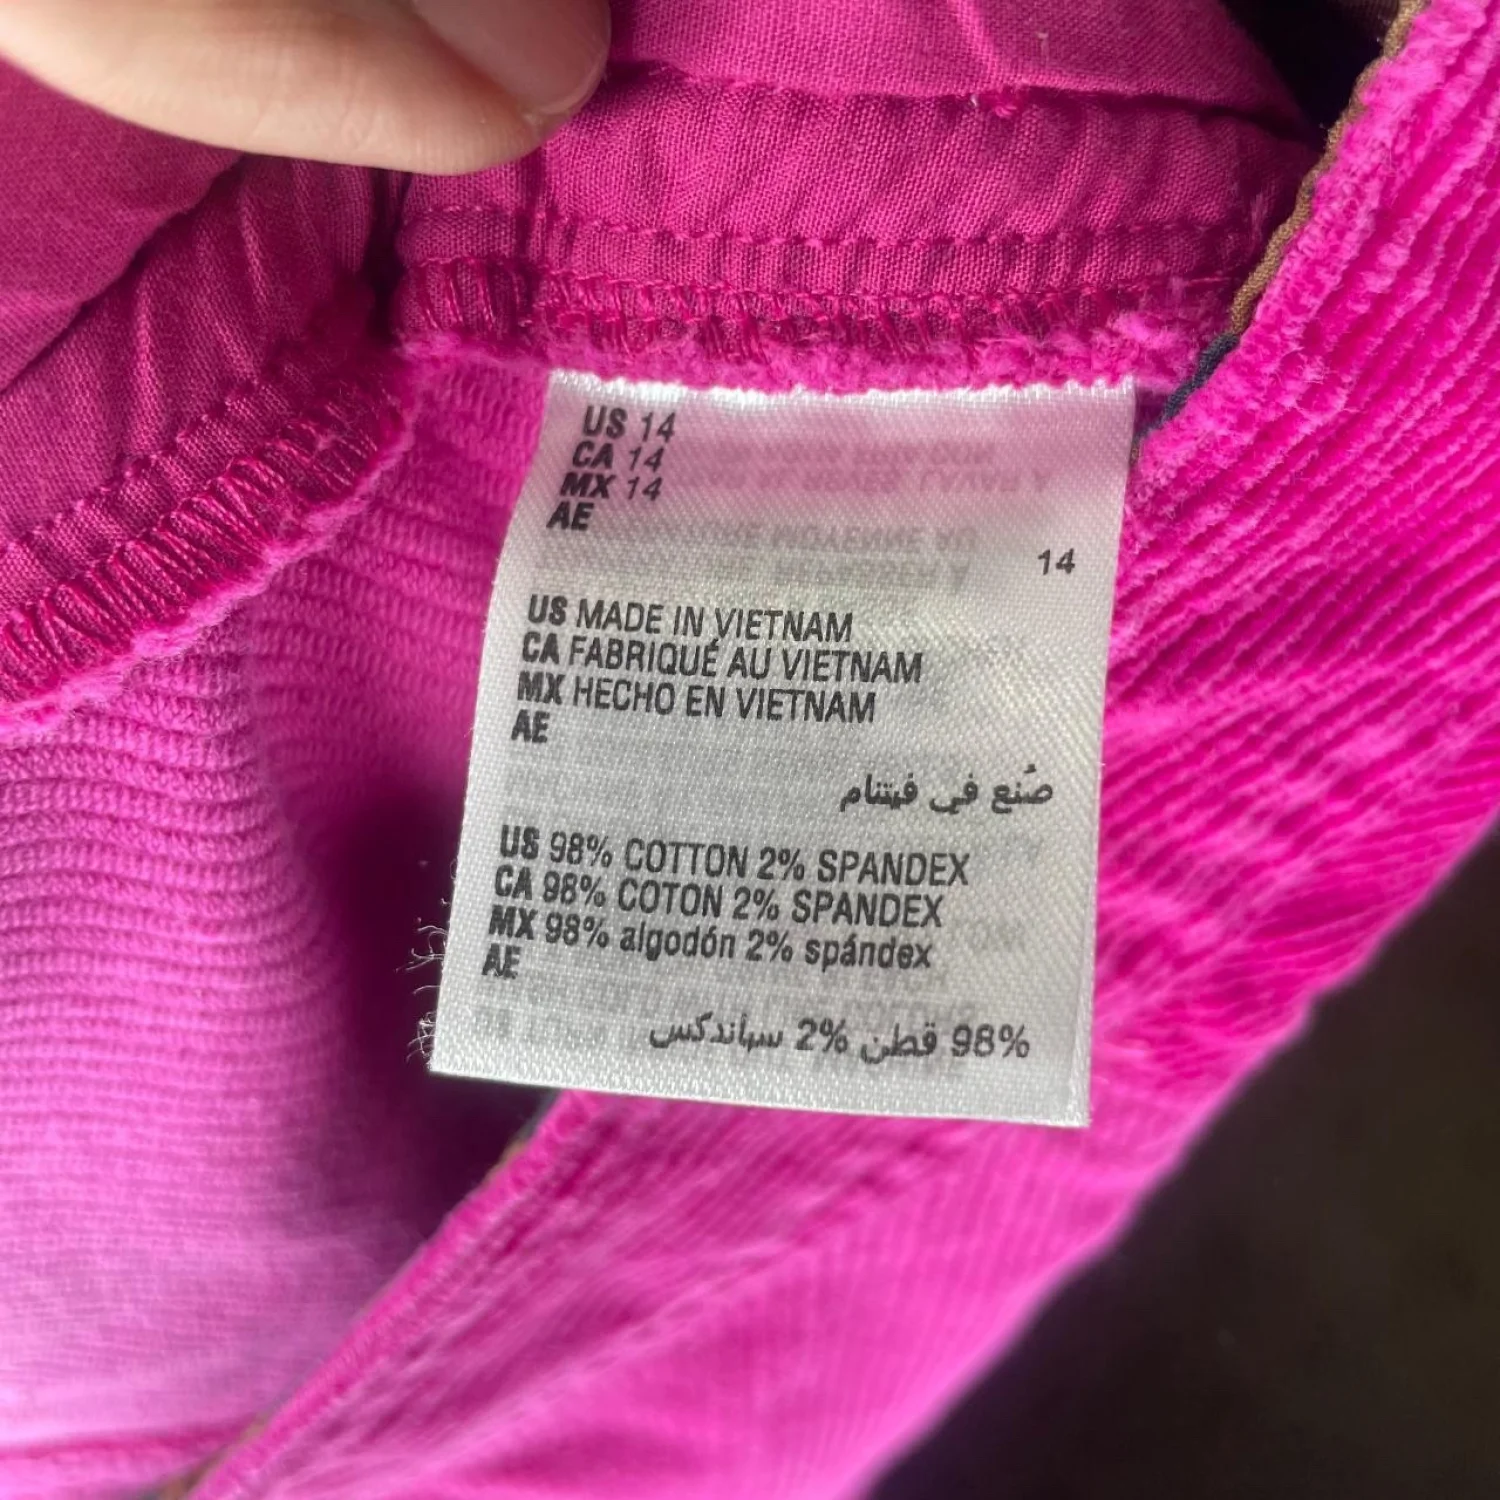 US 14
CA 14
MX 14
AE
14
US MADE IN VIETNAM
CA FABRIQUÉ AU VIETNAM
MX HECHO EN VIETNAM
AE
صُنع في فيتنام
US 98% COTTON 2% SPANDEX
CA 98% COTON 2% SPANDEX
MX 98% algodón 2% spándex
AE
98% قطن 2% سباندكس